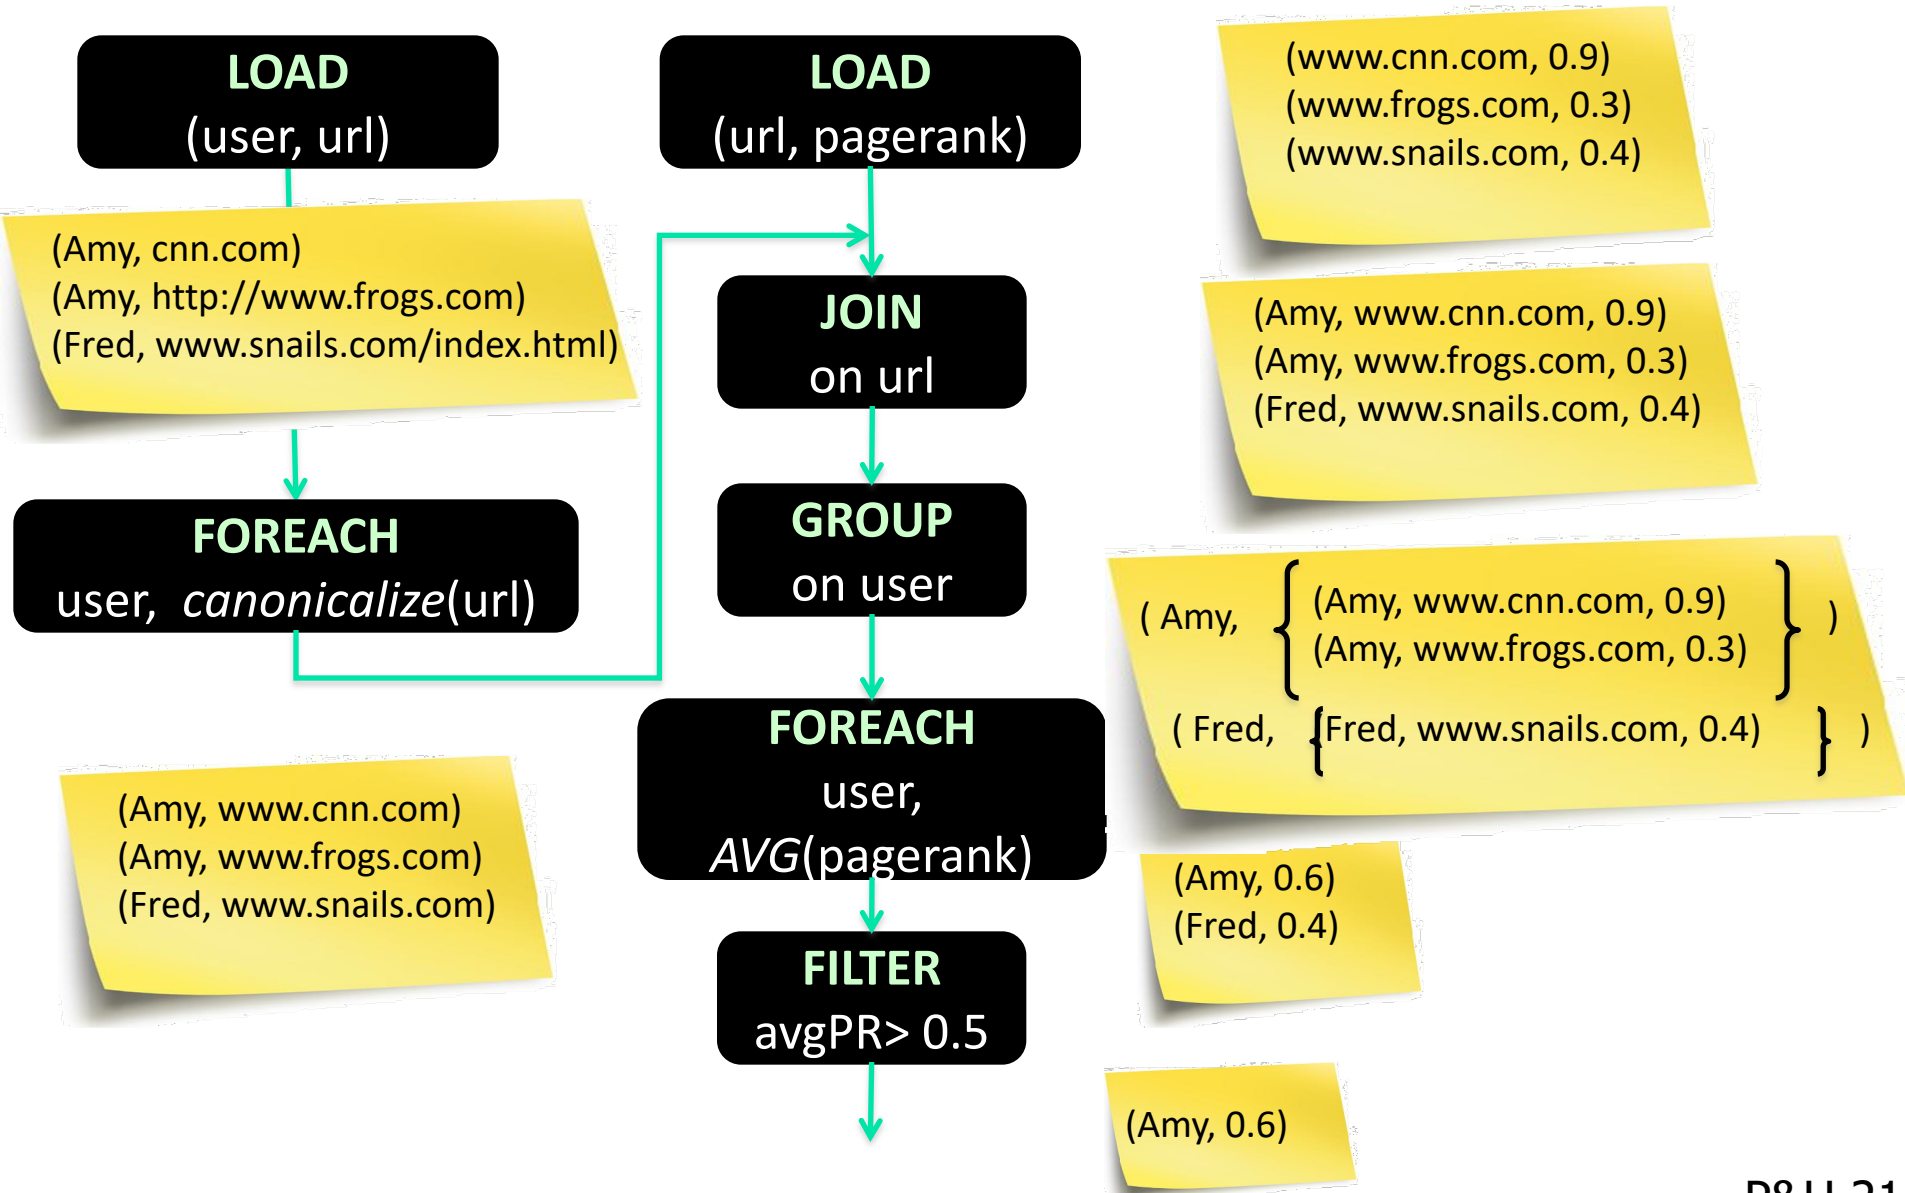 LOAD
(user, url)
(Amy, cnn.com)
(Amy, http://www.frogs.com)
(Fred, www.snails.com/index.html)
FOREACH
user, canonicalize(url)
(Amy, www.cnn.com)
(Amy, www.frogs.com)
(Fred, www.snails.com)
LOAD
(url, pagerank)
JOIN
on url
GROUP
on user
FOREACH
user,
AVG(pagerank)
FILTER
avgPR> 0.5
(www.cnn.com, 0.9)
(www.frogs.com, 0.3)
(www.snails.com, 0.4)
(Amy, www.cnn.com, 0.9)
(Amy, www.frogs.com, 0.3)
(Fred, www.snails.com, 0.4)
( Amy, { (Amy, www.cnn.com, 0.9)
(Amy, www.frogs.com, 0.3) } )
( Fred, { (Fred, www.snails.com, 0.4) } )
(Amy, 0.6)
(Fred, 0.4)
(Amy, 0.6)